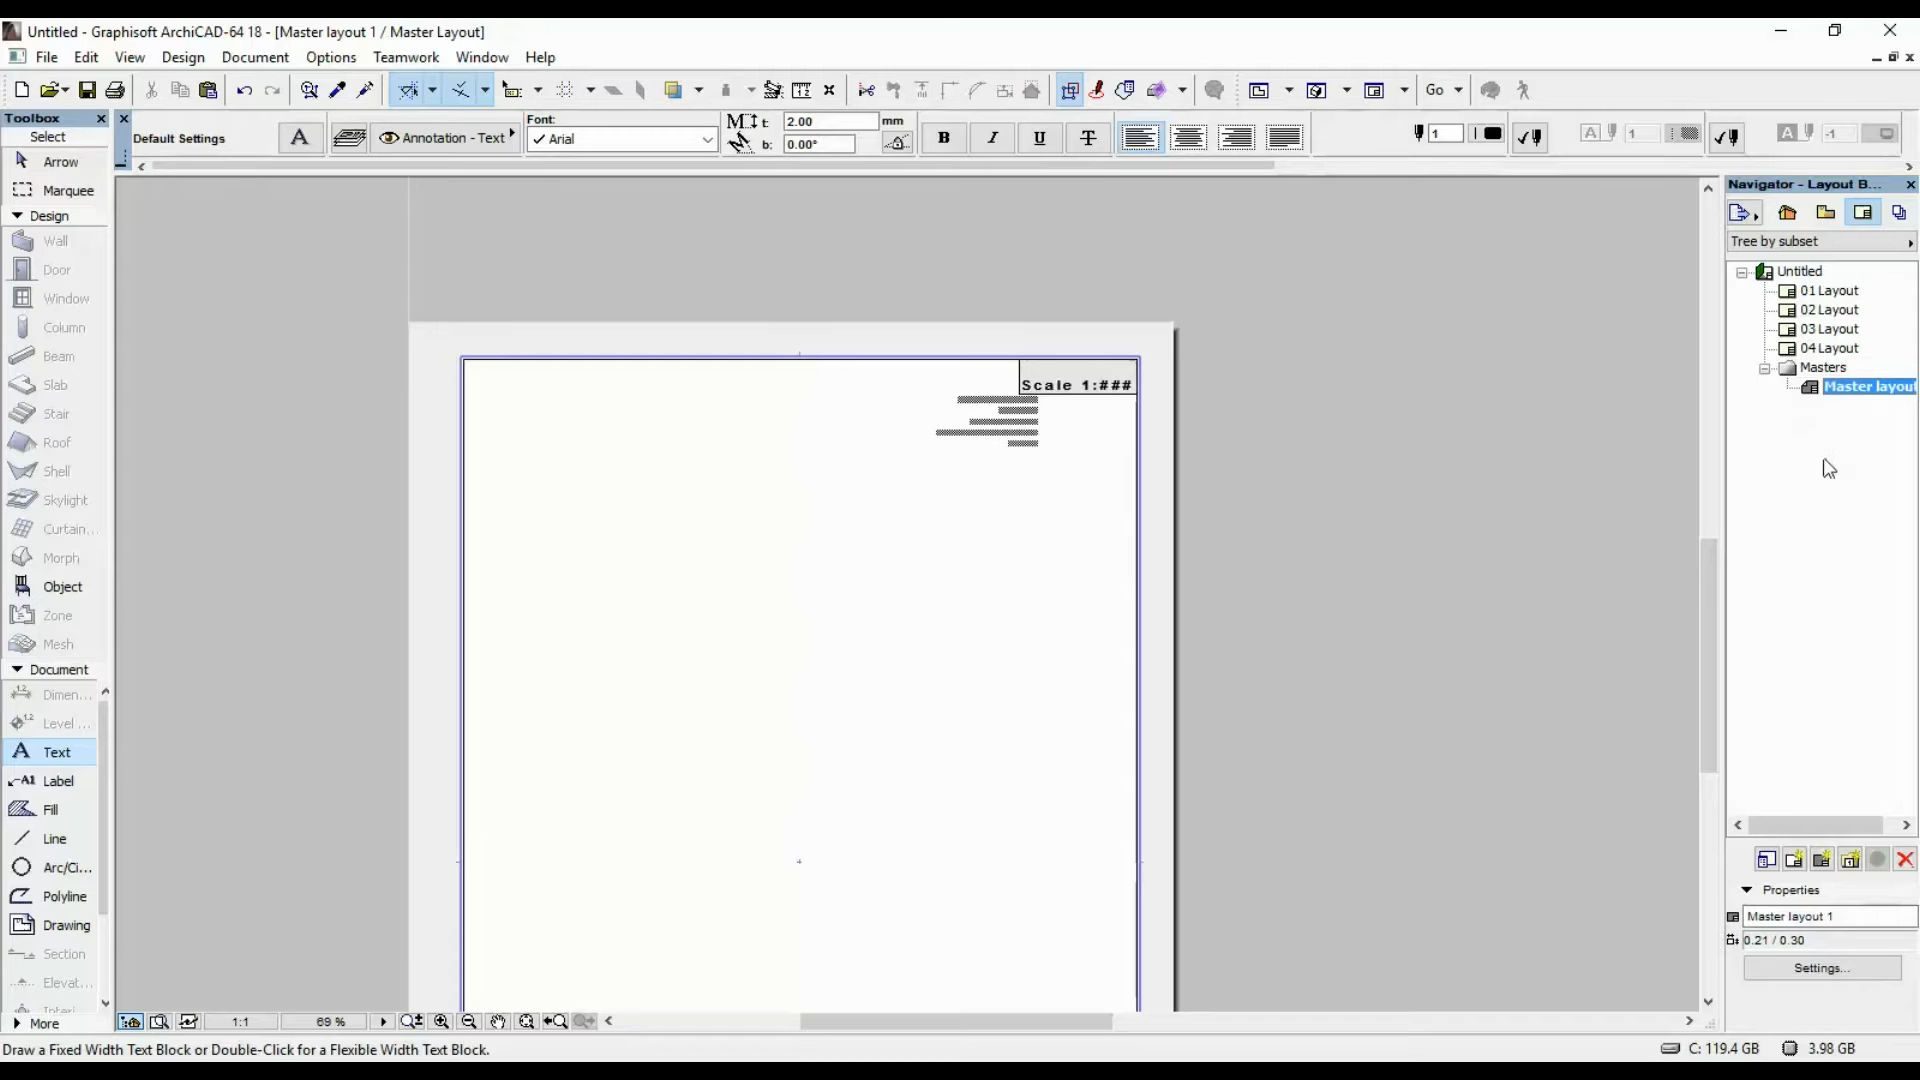 Untitled - Graphisoft ArchiCAD-64 18 - [Master layout 1 / Master Layout]
File Edit View Design Document Options Teamwork Window Help
Go
Toolbox
Select
Arrow
Marquee
Design
Wall
Door
Window
Column
Beam
Slab
Stair
Roof
Shell
Skylight
Curtain...
Morph
Object
Zone
Mesh
Document
Dimen...
Level ...
Text
Label
Fill
Line
Arc/Ci...
Polyline
Drawing
Section
Elevat...
More
Default Settings
Annotation - Text
Font:
Arial
t: 2.00 mm
b: 0.00°
B I U T
1
1
-1
Scale 1:###
Navigator - Layout B...
Tree by subset
Untitled
01 Layout
02 Layout
03 Layout
04 Layout
Masters
Master layout
Properties
Master layout 1
0.21 / 0.30
Settings...
1:1
69 %
Draw a Fixed Width Text Block or Double-Click for a Flexible Width Text Block.
C: 119.4 GB
3.98 GB